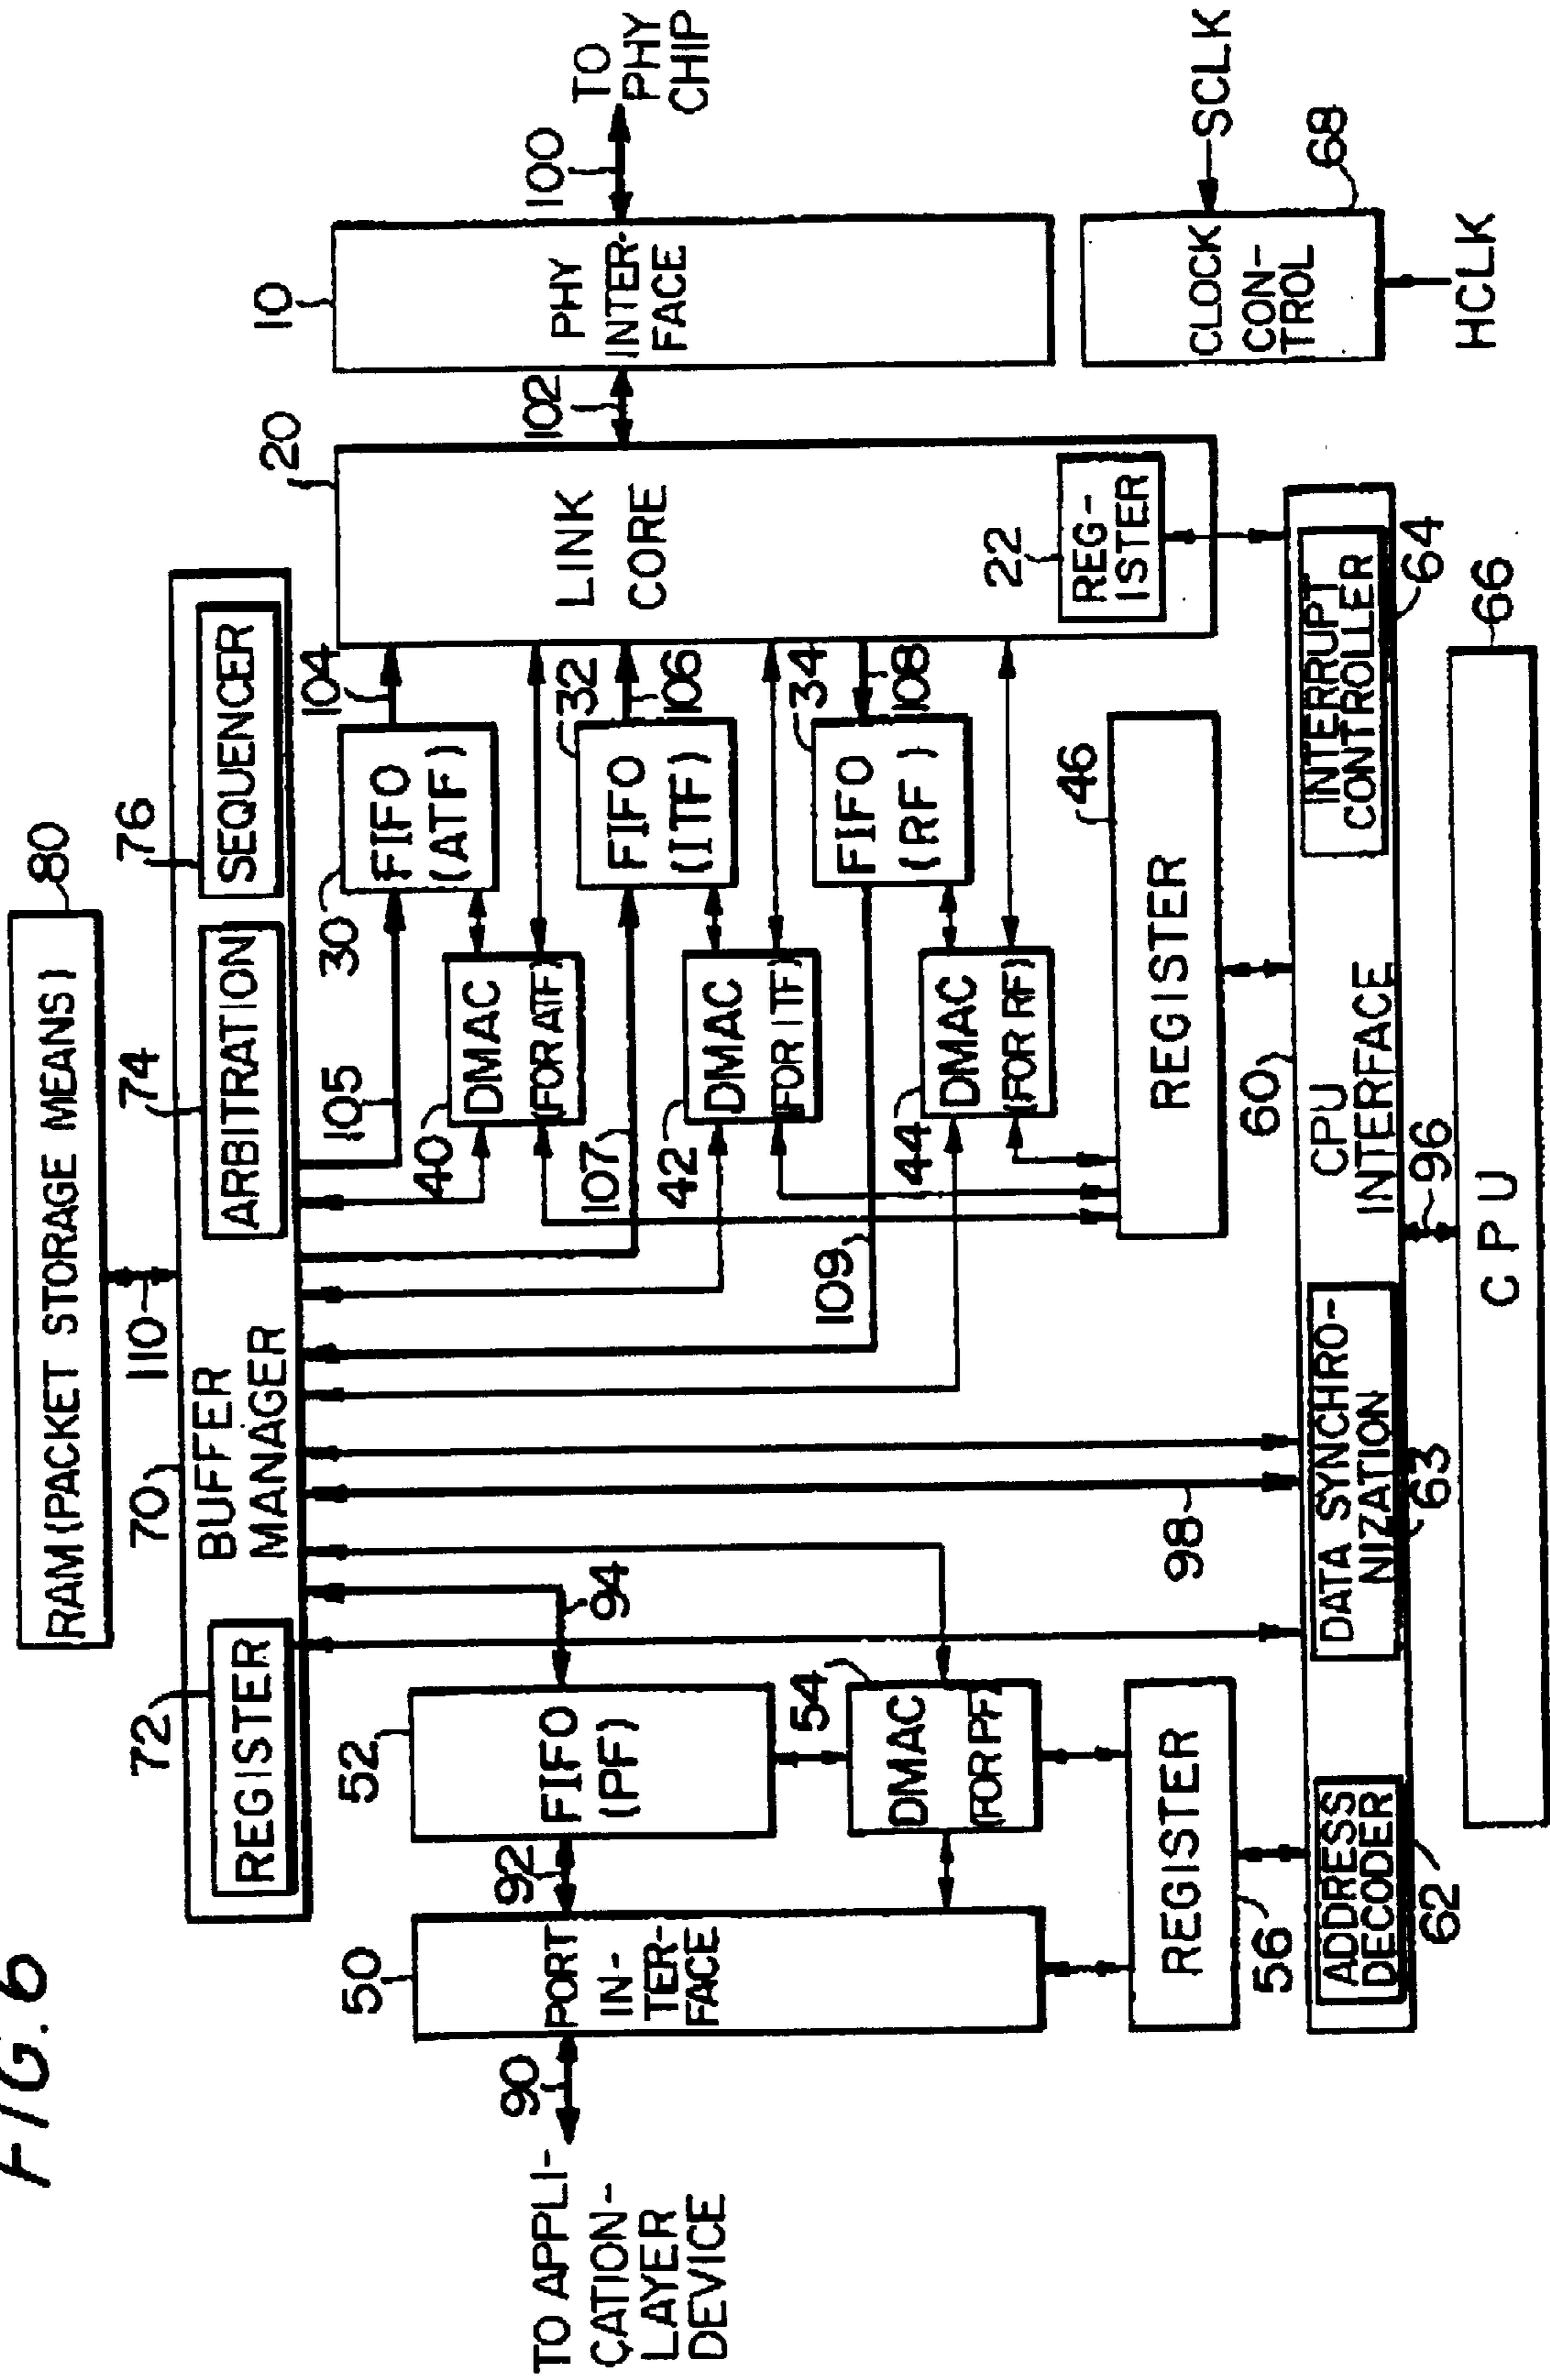 FIG. 6
RAM (PACKET STORAGE MEANS)
80
110
70
72
74
76
REGISTER
BUFFER
MANAGER
ARBITRATION
SEQUENCER
TO APPLI-
CATION-
LAYER
DEVICE
90
50
PORT
IN-
TER-
FACE
92
52
FIFO
(PF)
94
54
DMAC
(FOR PF)
REGISTER
56
98
105
30
FIFO
(ATF)
104
40
DMAC
(FOR ATF)
107
32
FIFO
(ITF)
106
42
DMAC
(FOR ITF)
109
34
FIFO
(RF)
108
44
DMAC
(FOR RF)
46
REGISTER
20
LINK
CORE
22
REG-
ISTER
102
10
PHY
INTER-
FACE
100
TO
PHY
CHIP
CLOCK
CON-
TROL
SCLK
68
HCLK
60
ADDRESS
DECODER
62
DATA SYNCHRO-
NIZATION
63
CPU
INTERFACE
INTERRUPT
CONTROLLER
64
96
CPU
66